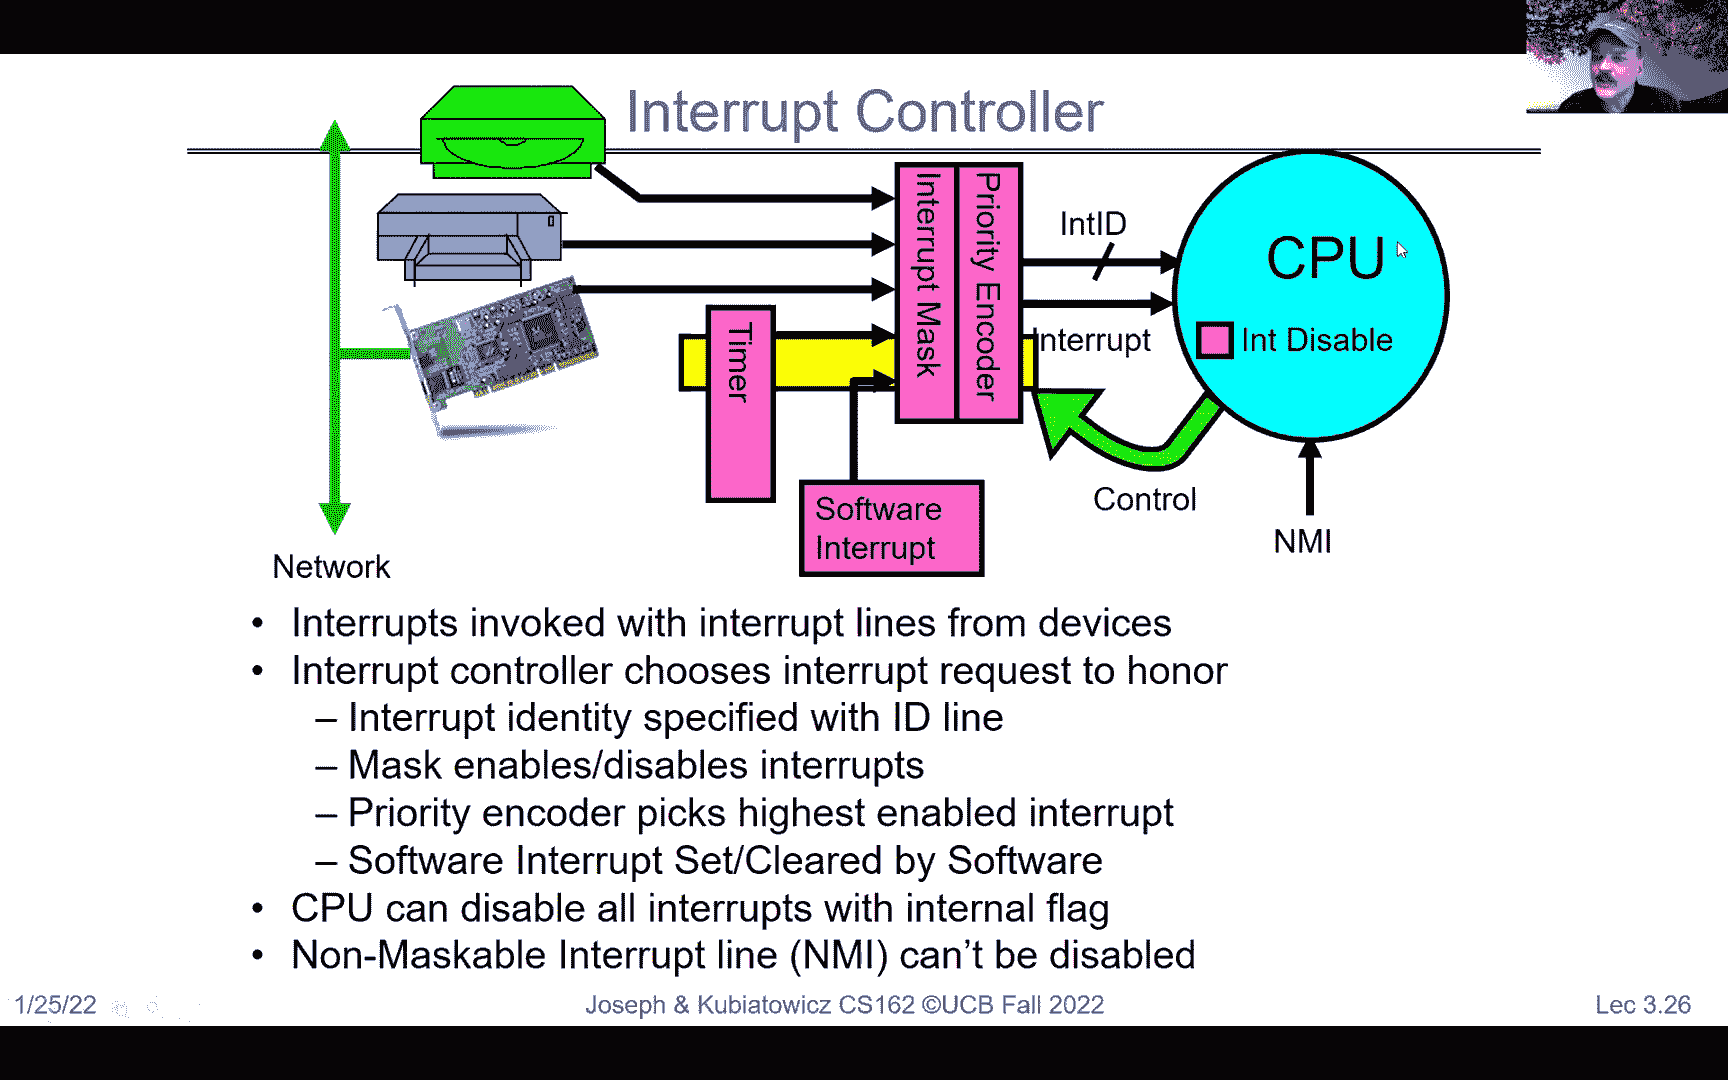 Interrupt Controller
Interrupt Mask
Priority Encoder
IntID
CPU
Interrupt
Int Disable
Timer
Software
Interrupt
Control
NMI
Network
• Interrupts invoked with interrupt lines from devices
• Interrupt controller chooses interrupt request to honor
– Interrupt identity specified with ID line
– Mask enables/disables interrupts
– Priority encoder picks highest enabled interrupt
– Software Interrupt Set/Cleared by Software
• CPU can disable all interrupts with internal flag
• Non-Maskable Interrupt line (NMI) can’t be disabled
1/25/22
Joseph & Kubiatowicz CS162 ©UCB Fall 2022
Lec 3.26